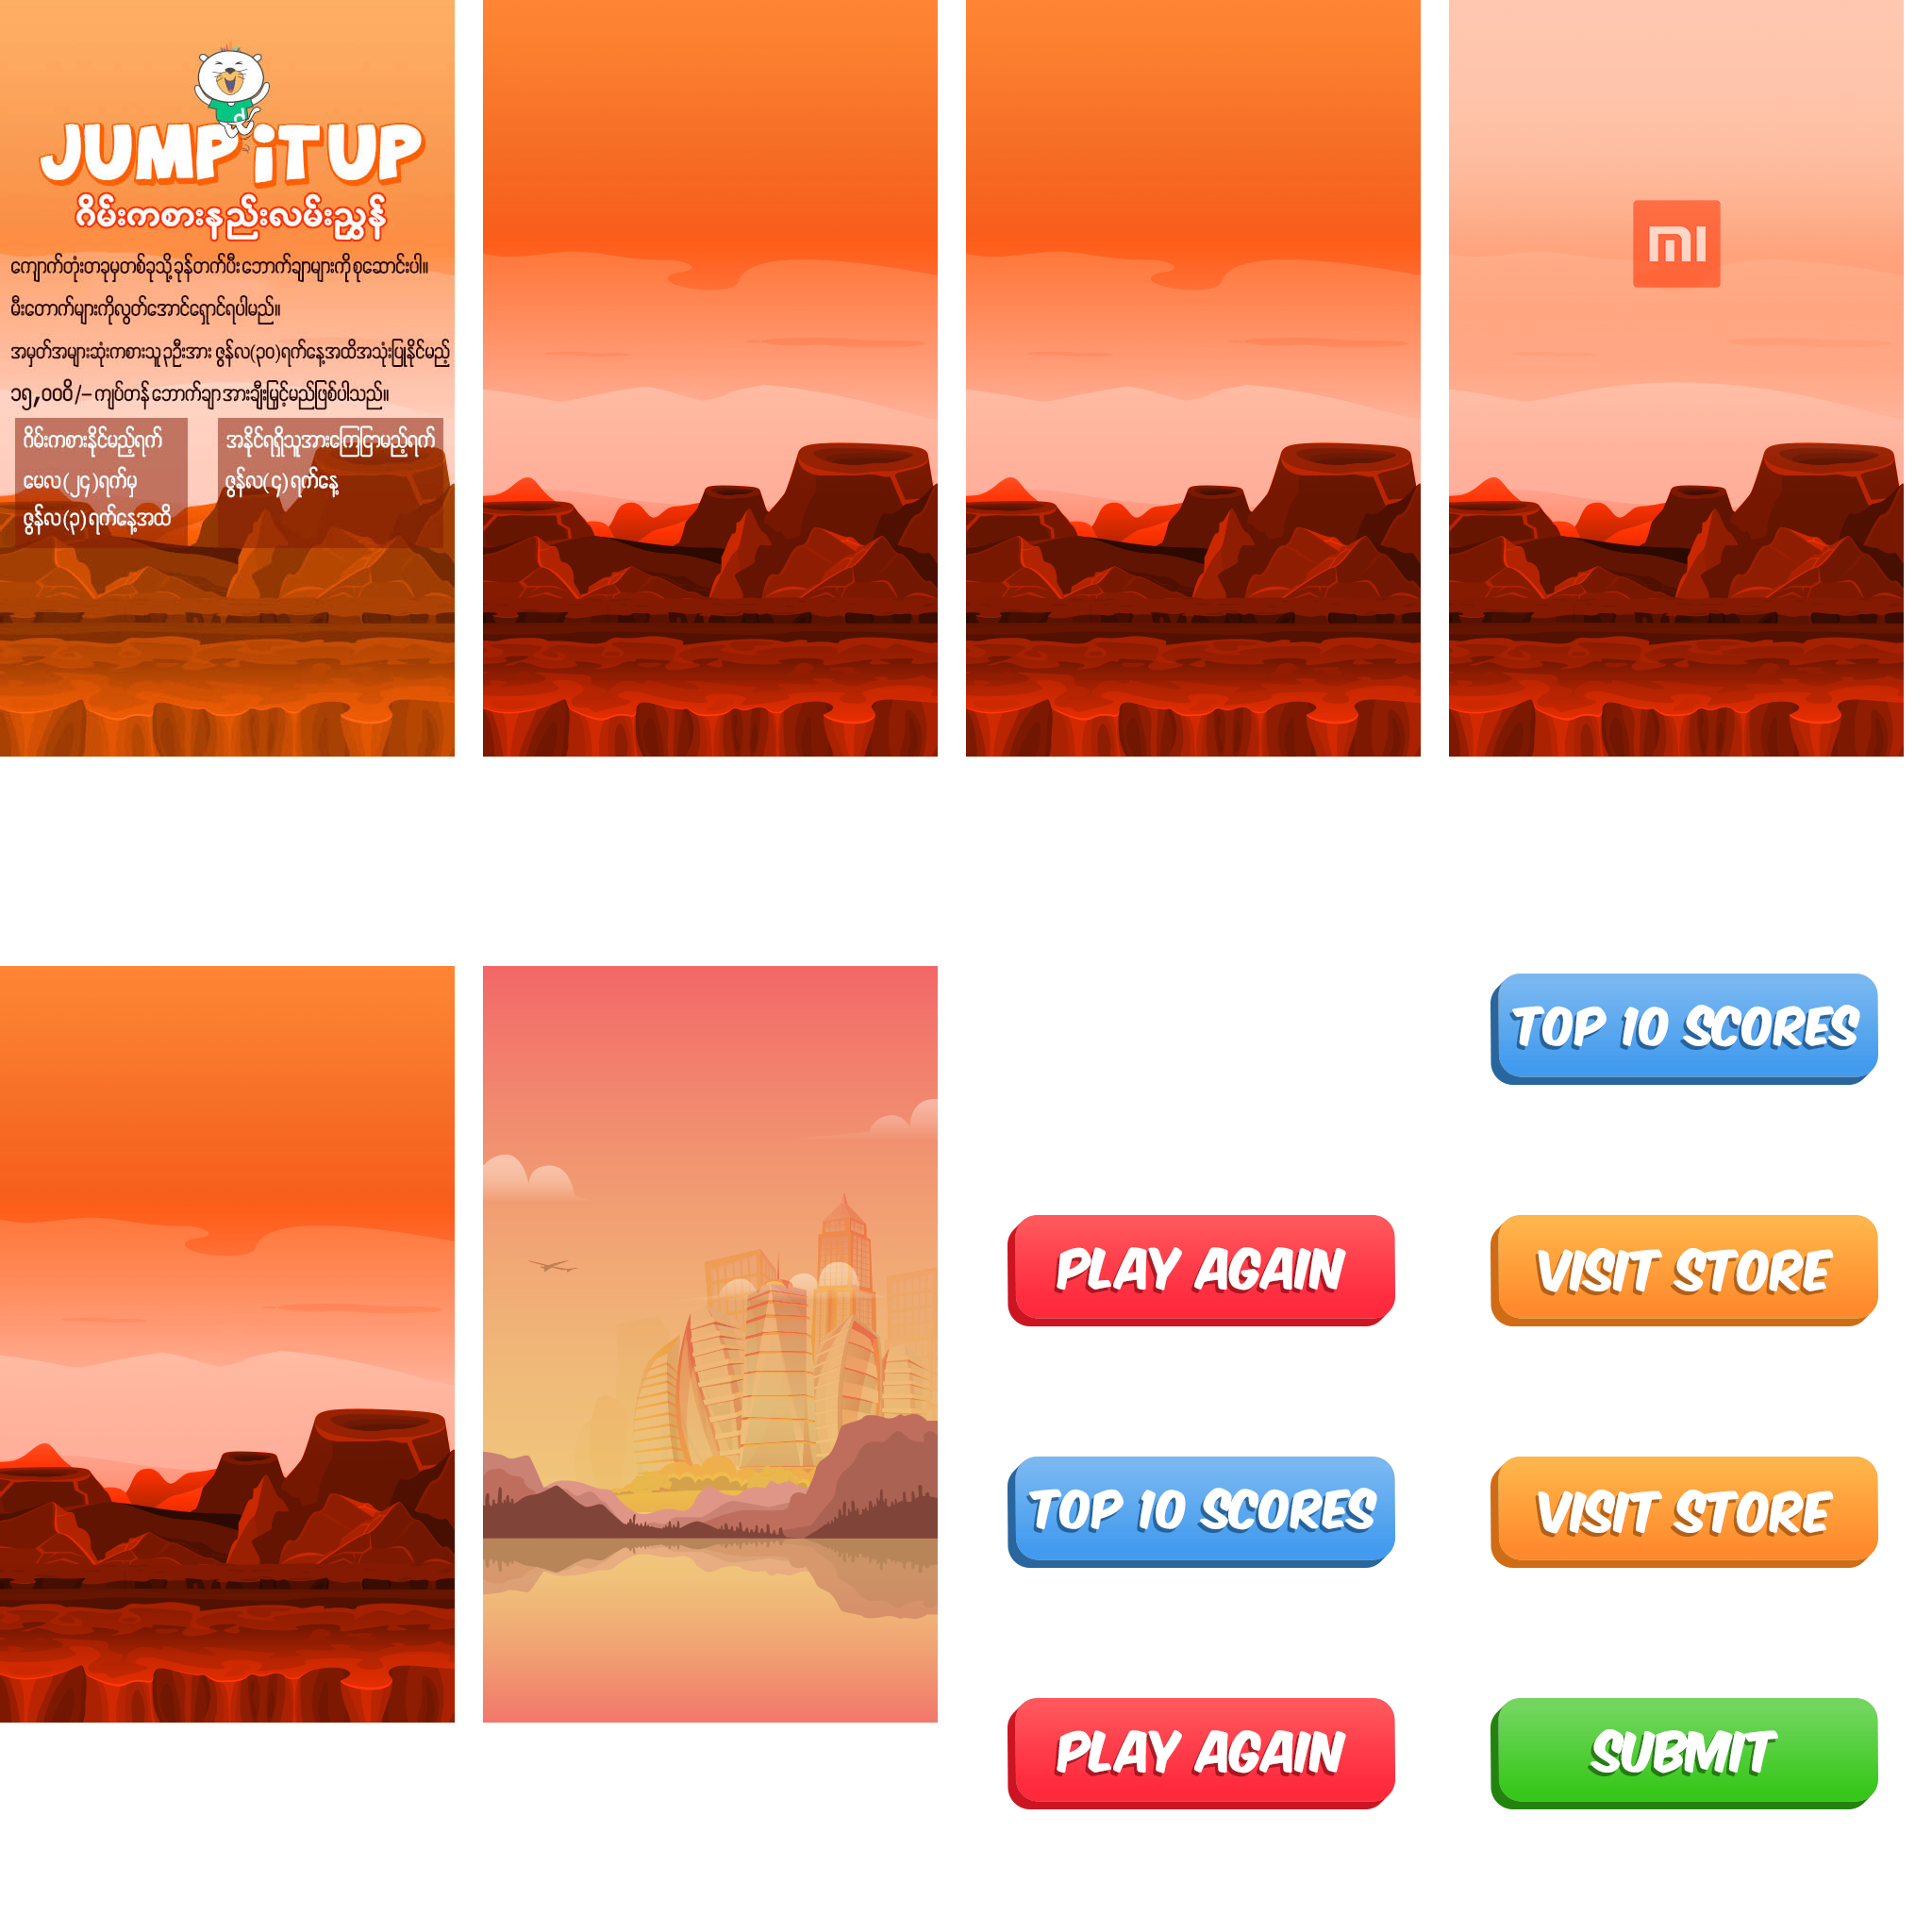 JUMP iT UP
ဂိမ်းကစားနည်းလမ်းညွှန်
ကျောက်တုံးတခုမှတစ်ခုသို့ခုန်တက်ပီးဘောက်ချာများကိုစုဆောင်းပါ။
မီးတောက်များကိုလွတ်အောင်ရှောင်ရပါမည်။
အမှတ်အများဆုံးကစားသူ၃ဦးအား ဇွန်လ(၃၀)ရက်နေ့အထိအသုံးပြုနိုင်မည့်
၁၅,၀၀၀ိ/- ကျပ်တန်ဘောက်ချာအားချီးမြှင့်မည်ဖြစ်ပါသည်။
ဂိမ်းကစားနိုင်မည့်ရက်
မေလ(၂၄)ရက်မှ
ဇွန်လ(၃)ရက်နေ့အထိ
အနိုင်ရရှိသူအားကြေငြာမည့်ရက်
ဇွန်လ(၄)ရက်နေ့
MI
TOP 10 SCORES
PLAY AGAIN
VISIT STORE
TOP 10 SCORES
VISIT STORE
PLAY AGAIN
SUBMIT